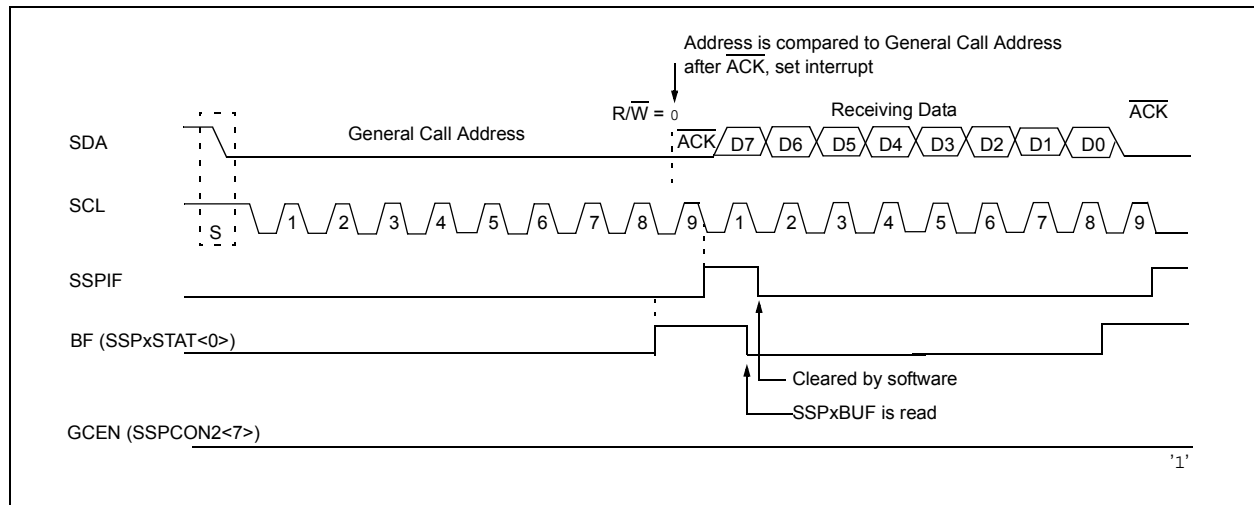 Address is compared to General Call Address
after ACK, set interrupt
R/W = 0
Receiving Data
ACK
SDA
General Call Address
ACK
D7 D6 D5 D4 D3 D2 D1 D0
SCL
S
1 2 3 4 5 6 7 8 9 1 2 3 4 5 6 7 8 9
SSPIF
BF (SSPxSTAT<0>)
Cleared by software
SSPxBUF is read
GCEN (SSPCON2<7>)
'1'